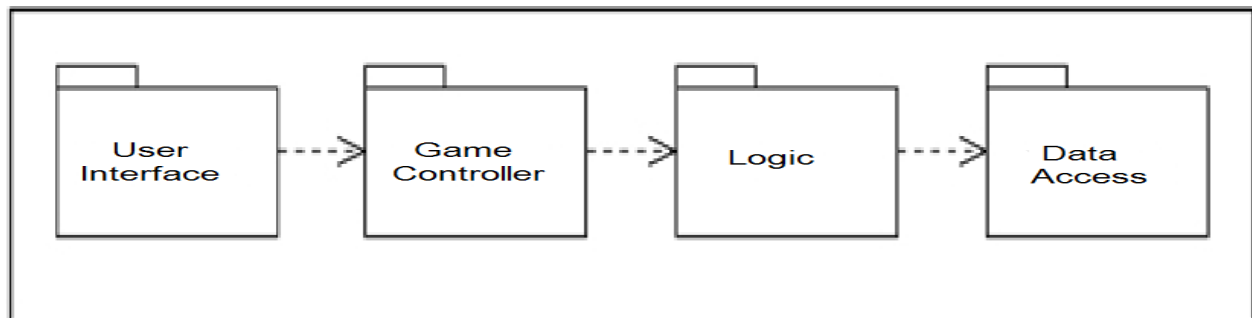 User
Interface
Game
Controller
Logic
Data
Access